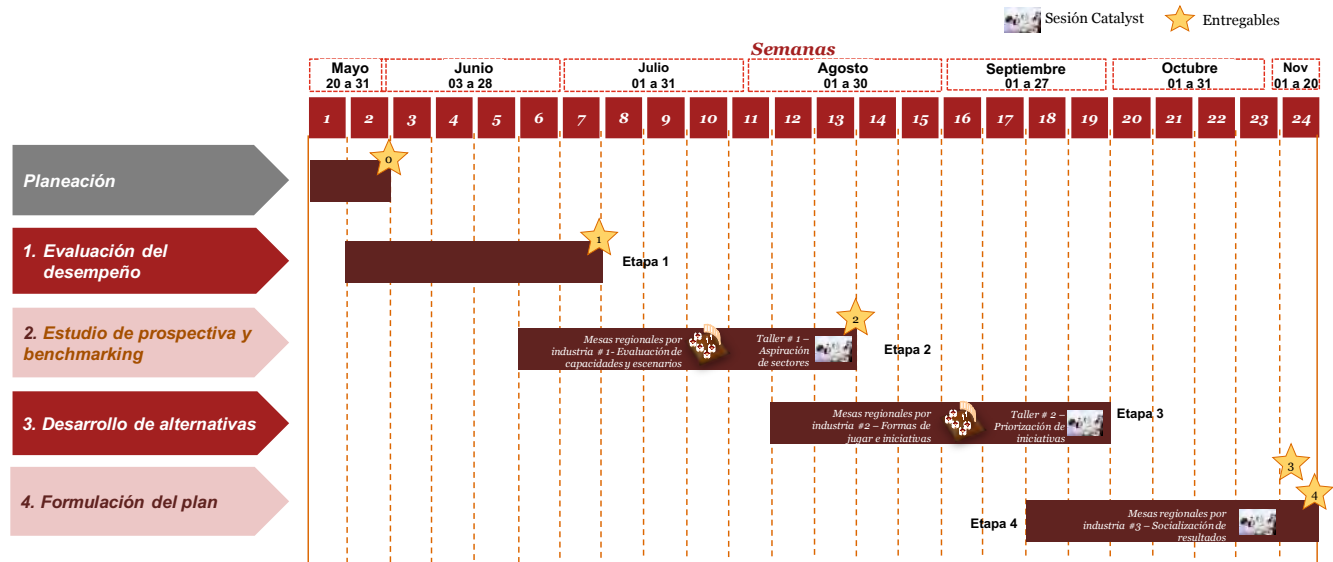 Sesión Catalyst
Entregables
Semanas
Mayo
20 a 31
Junio
03 a 28
Julio
01 a 31
Agosto
01 a 30
Septiembre
01 a 27
Octubre
01 a 31
Nov
01 a 20
1 2 3 4 5 6 7 8 9 10 11 12 13 14 15 16 17 18 19 20 21 22 23 24
Planeación
0
1. Evaluación del
desempeño
1
Etapa 1
2. Estudio de prospectiva y
benchmarking
Mesas regionales por
industria # 1- Evaluación de
capacidades y escenarios
Taller # 1 –
Aspiración
de sectores
2
Etapa 2
3. Desarrollo de alternativas
Mesas regionales por
industria #2 – Formas de
jugar e iniciativas
Taller # 2 –
Priorización de
iniciativas
Etapa 3
3
4. Formulación del plan
Etapa 4
Mesas regionales por
industria #3 – Socialización de
resultados
4